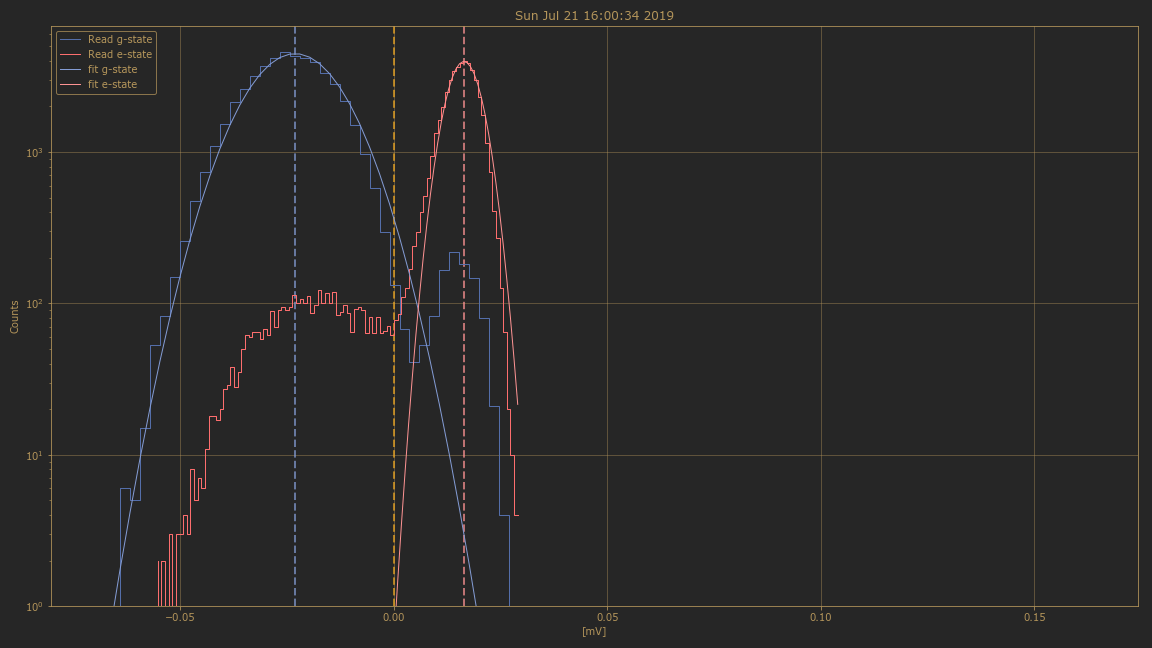 Sun Jul 21 16:00:34 2019
Read g-state
Read e-state
fit g-state
fit e-state
10³
10²
10¹
10⁰
Counts
−0.05
0.00
0.05
0.10
0.15
[mV]